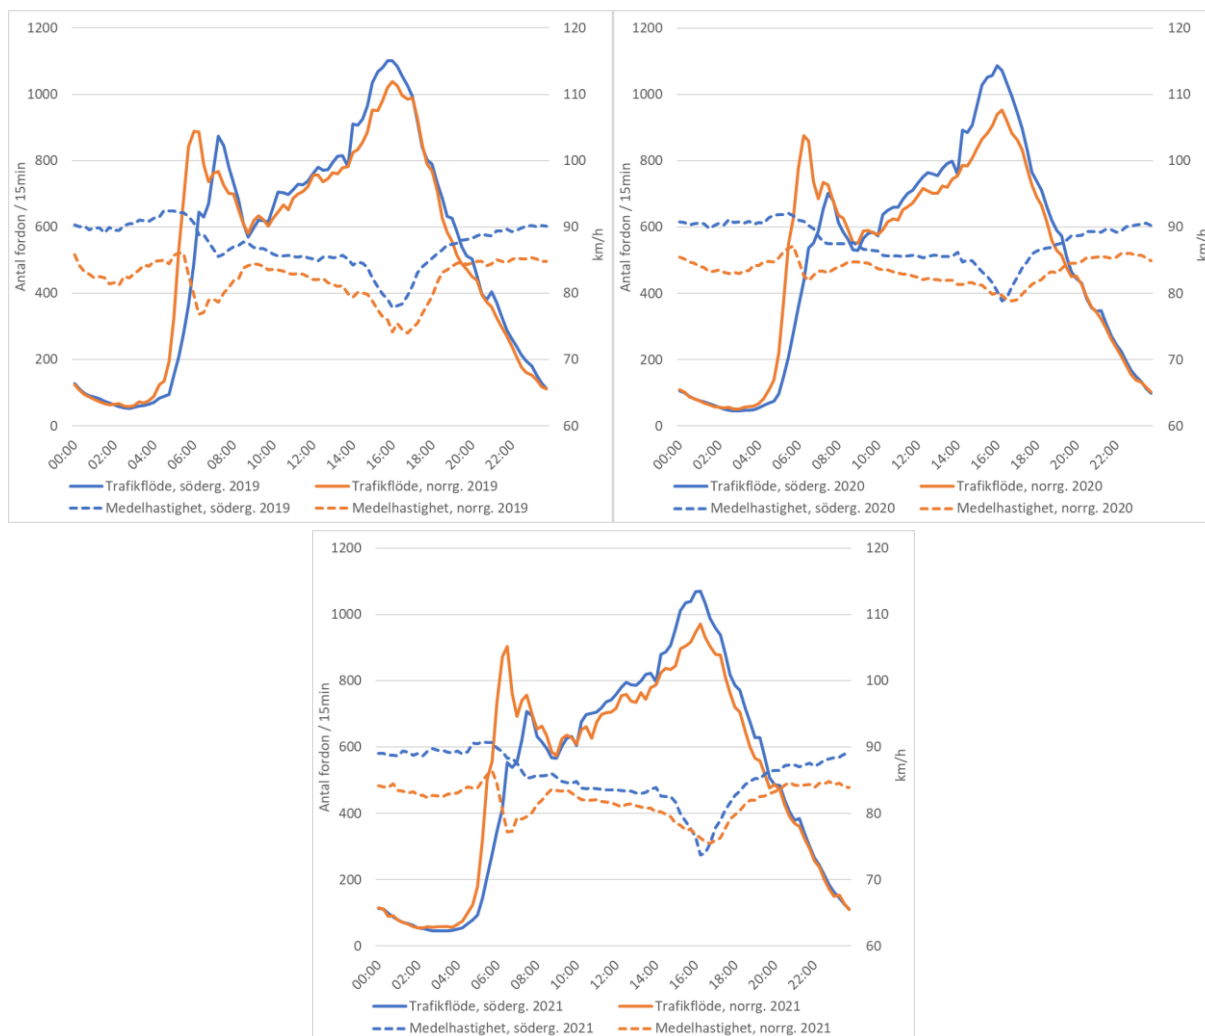 1200
1000
800
600
400
200
0
Antal fordon / 15min
120
110
100
90
80
70
60
km/h
00:00 02:00 04:00 06:00 08:00 10:00 12:00 14:00 16:00 18:00 20:00 22:00
Trafikflöde, söderg. 2019 Trafikflöde, norrg. 2019
Medelhastighet, söderg. 2019 Medelhastighet, norrg. 2019
1200
1000
800
600
400
200
0
Antal fordon / 15min
120
110
100
90
80
70
60
km/h
00:00 02:00 04:00 06:00 08:00 10:00 12:00 14:00 16:00 18:00 20:00 22:00
Trafikflöde, söderg. 2020 Trafikflöde, norrg. 2020
Medelhastighet, söderg. 2020 Medelhastighet, norrg. 2020
1200
1000
800
600
400
200
0
Antal fordon / 15min
120
110
100
90
80
70
60
km/h
00:00 02:00 04:00 06:00 08:00 10:00 12:00 14:00 16:00 18:00 20:00 22:00
Trafikflöde, söderg. 2021 Trafikflöde, norrg. 2021
Medelhastighet, söderg. 2021 Medelhastighet, norrg. 2021